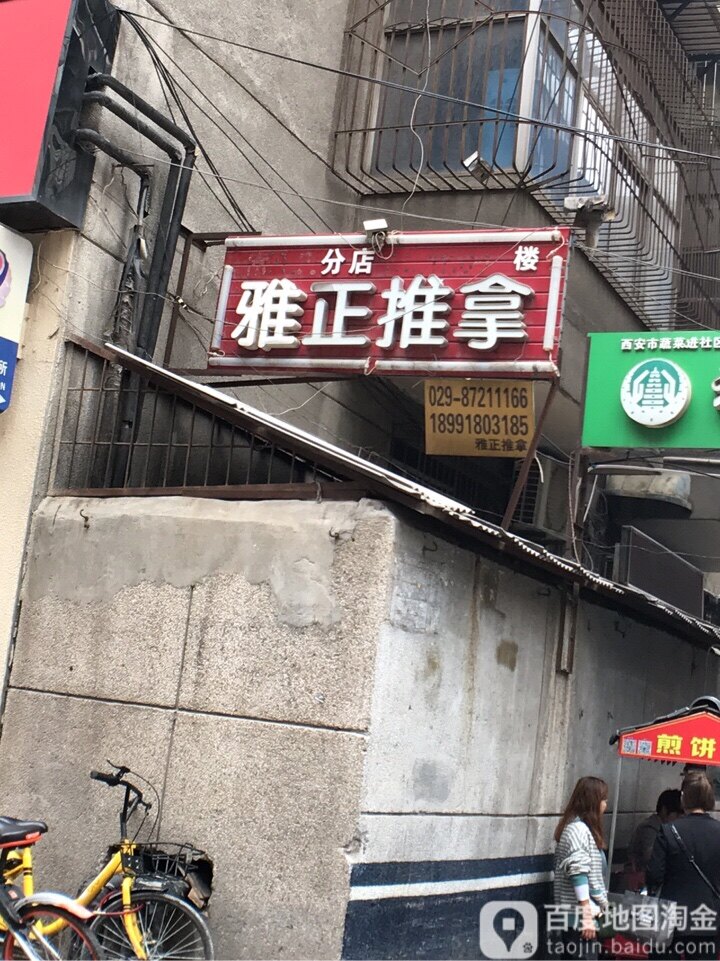 分店 楼
雅正推拿
029-87211166
18991803185
雅正推拿
西安市蔬菜进社区
所
煎饼
百度地图淘金
taojin.baidu.com